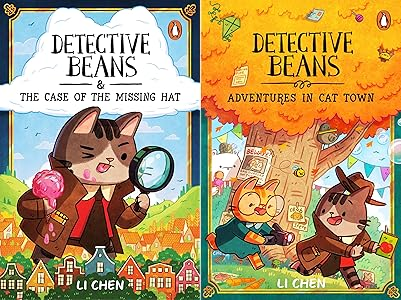 DETECTIVE
BEANS
&
THE CASE OF THE MISSING HAT
LI CHEN
DETECTIVE
BEANS
ADVENTURES IN CAT TOWN
LI CHEN